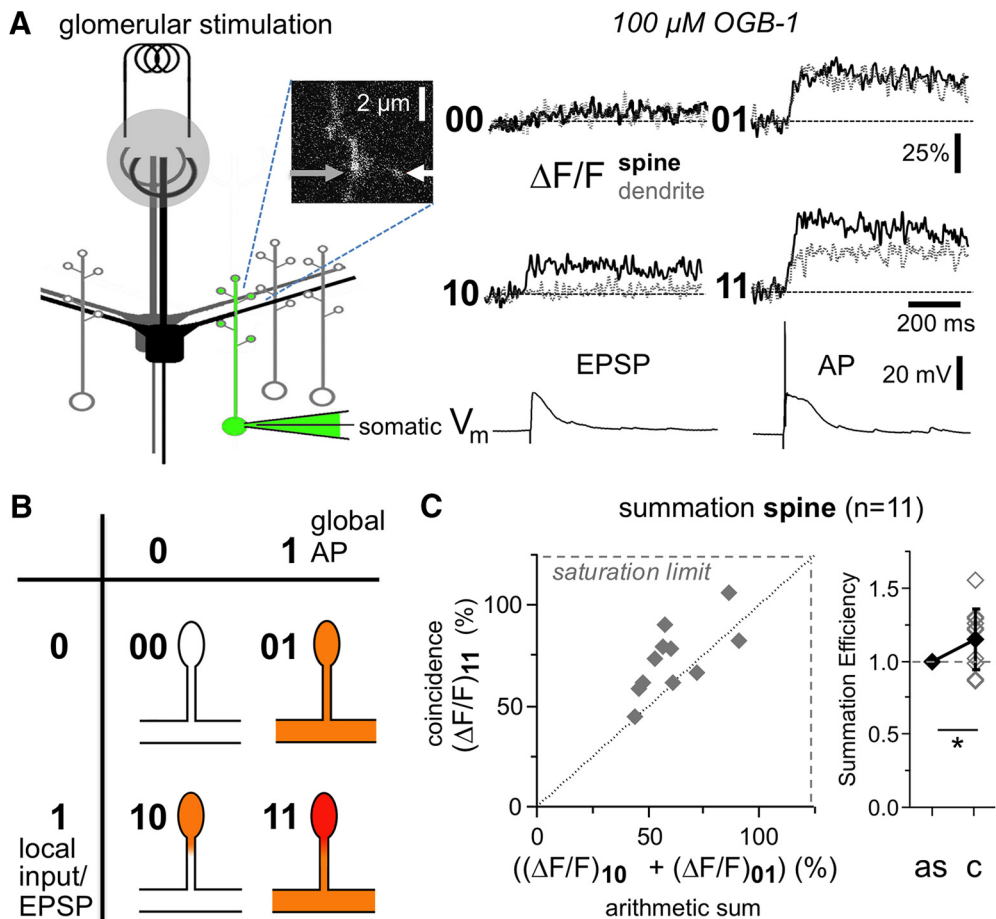 A
glomerular stimulation
100 µM OGB-1
2 µm
00
01
25%
ΔF/F spine
dendrite
10
11
200 ms
EPSP
AP
20 mV
somatic Vm
B
global
0
1 AP
0
00
01
1
10
11
local
input/
EPSP
C
summation spine (n=11)
saturation limit
coincidence
(ΔF/F)11 (%)
100
50
0
0
50
100
((ΔF/F)10 + (ΔF/F)01) (%)
arithmetic sum
Summation Efficiency
1.5
1.0
0.5
0.0
*
as c